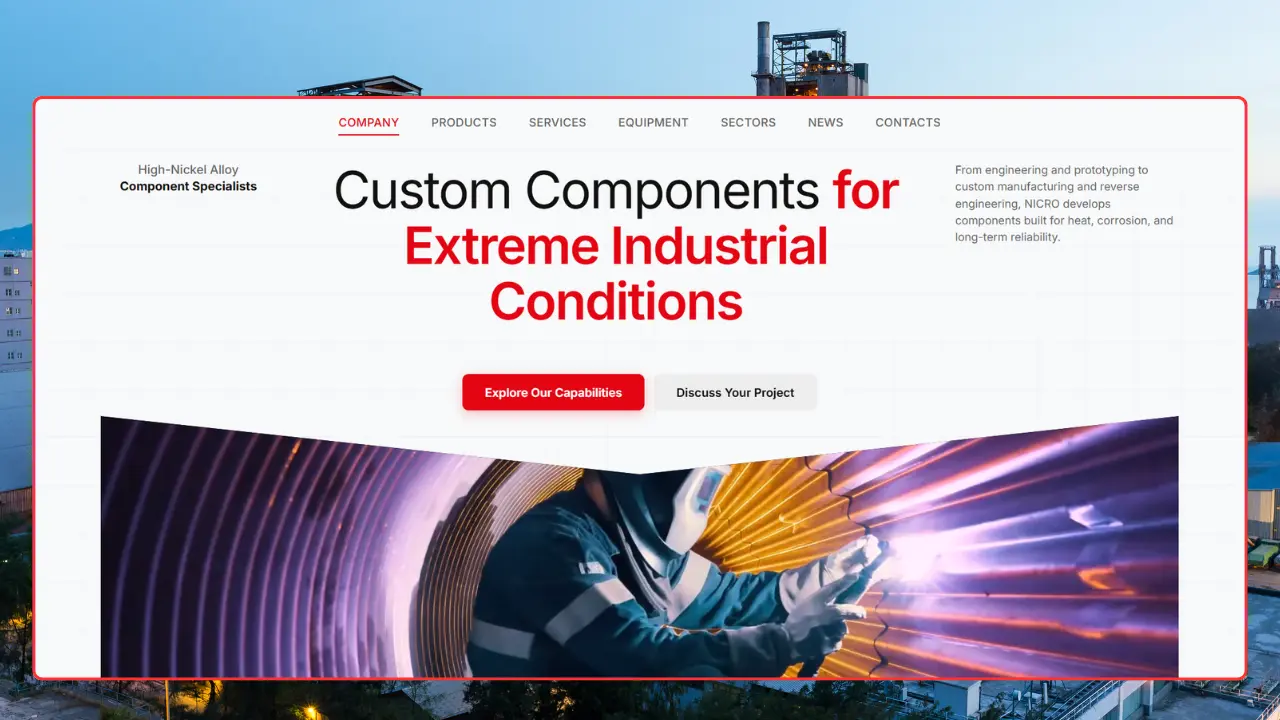 COMPANY PRODUCTS SERVICES EQUIPMENT SECTORS NEWS CONTACTS
High-Nickel Alloy
Component Specialists
Custom Components for
Extreme Industrial
Conditions
From engineering and prototyping to
custom manufacturing and reverse
engineering, NICRO develops
components built for heat, corrosion, and
long-term reliability.
Explore Our Capabilities
Discuss Your Project